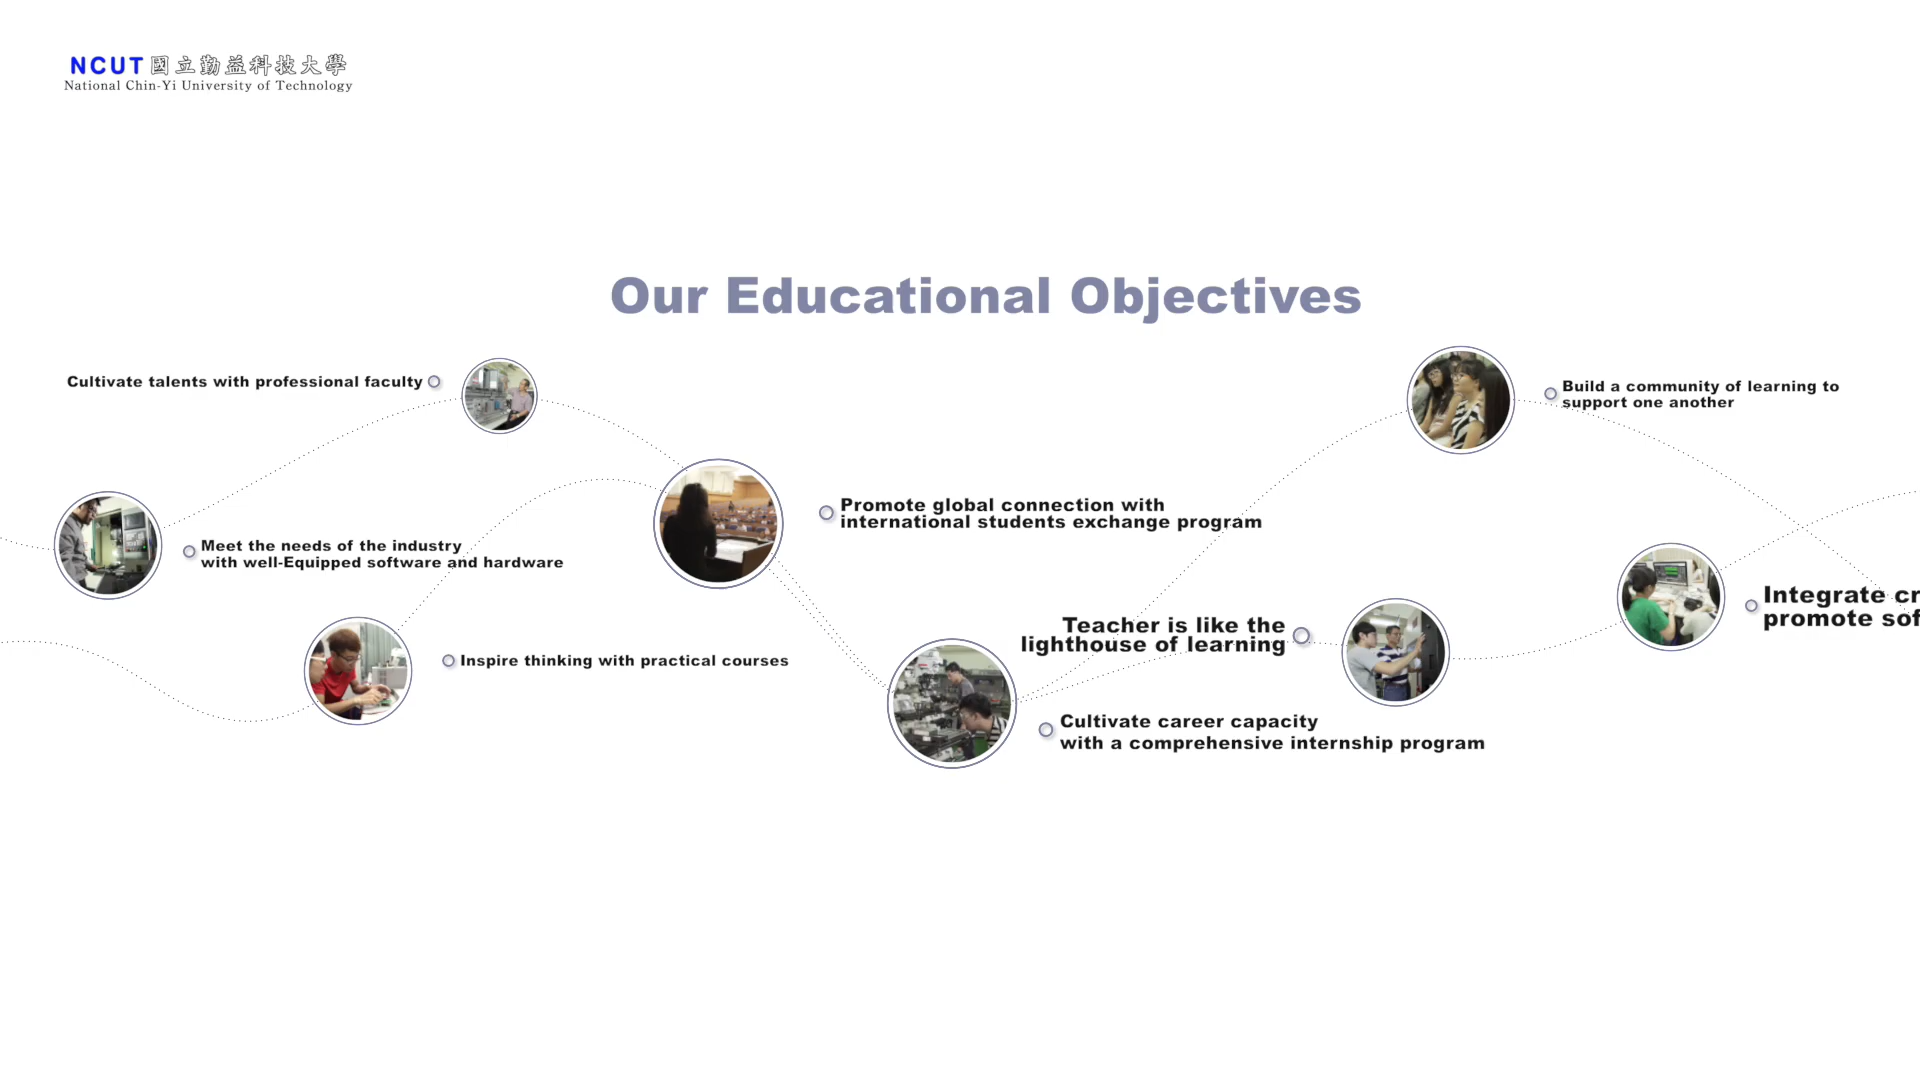 NCUT 國立勤益科技大學
National Chin-Yi University of Technology
Our Educational Objectives
Cultivate talents with professional faculty
Meet the needs of the industry
with well-Equipped software and hardware
Inspire thinking with practical courses
Promote global connection with
international students exchange program
Teacher is like the
lighthouse of learning
Cultivate career capacity
with a comprehensive internship program
Build a community of learning to
support one another
Integrate cr
promote sof